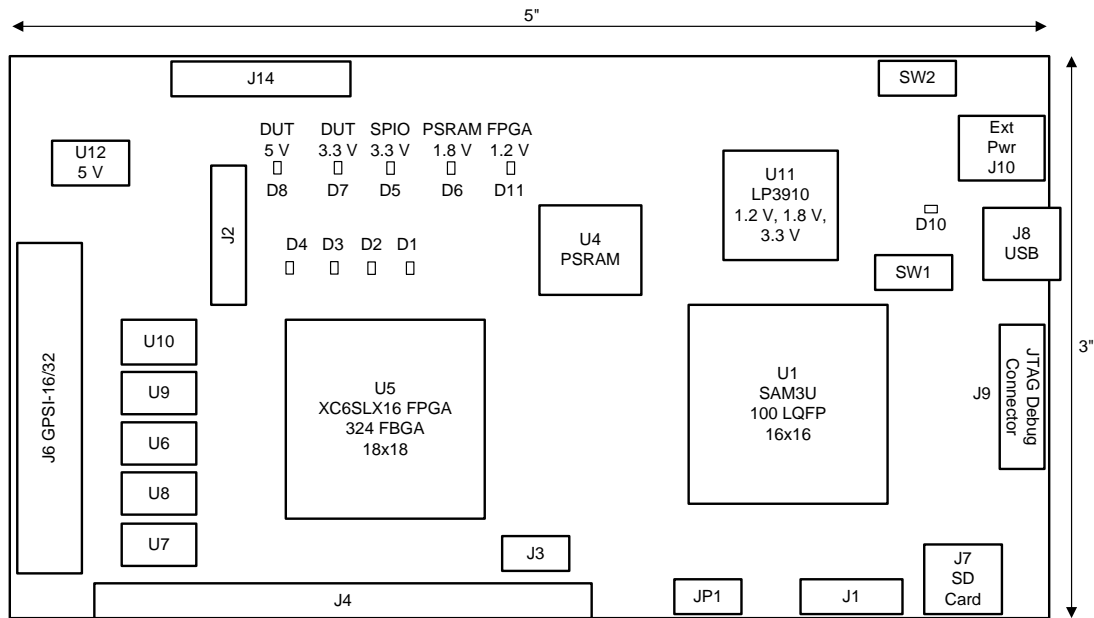 5"
J14
SW2
DUT
5 V
D8
DUT
3.3 V
D7
SPIO
3.3 V
D5
PSRAM
1.8 V
D6
FPGA
1.2 V
D11
Ext
Pwr
J10
U12
5 V
U11
LP3910
1.2 V, 1.8 V,
3.3 V
D10
J2
U4
PSRAM
J8
USB
D4
D3
D2
D1
SW1
J6 GPSI-16/32
U10
U9
U6
U8
U7
U5
XC6SLX16 FPGA
324 FBGA
18x18
U1
SAM3U
100 LQFP
16x16
J9
JTAG Debug
Connector
3"
J3
J7
SD
Card
J4
JP1
J1